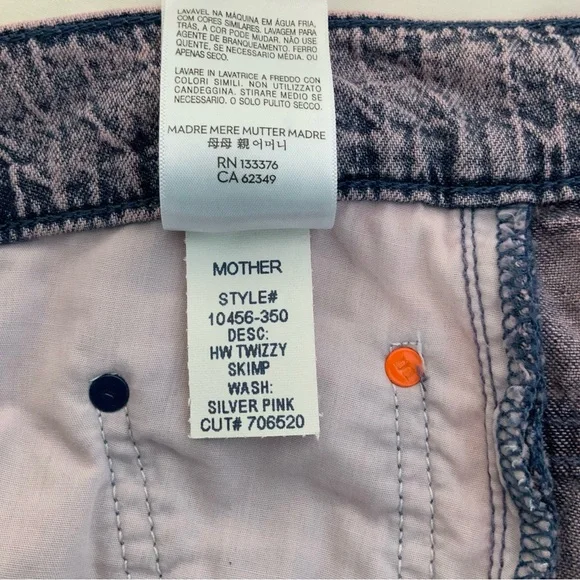 LAVÁVEL NA MÁQUINA EM ÁGUA FRIA,
COM CORES SIMILARES. LAVAGEM PARA
TRÁS, A COR PODE MUDAR. NÃO USE
AGENTE DE BRANQUEAMENTO. FERRO
QUENTE, SE NECESSÁRIO MÉDIA. OU
APENAS SECO.
LAVARE IN LAVATRICE A FREDDO CON
COLORI SIMILI. NON UTILIZZATO
CANDEGGINA. STIRARE MEDIO SE
NECESSARIO. O SOLO PULITO SECCO.
MADRE MERE MUTTER MADRE
母母 親 어머니
RN 133376
CA 62349
MOTHER
STYLE#
10456-350
DESC:
HW TWIZZY
SKIMP
WASH:
SILVER PINK
CUT# 706520